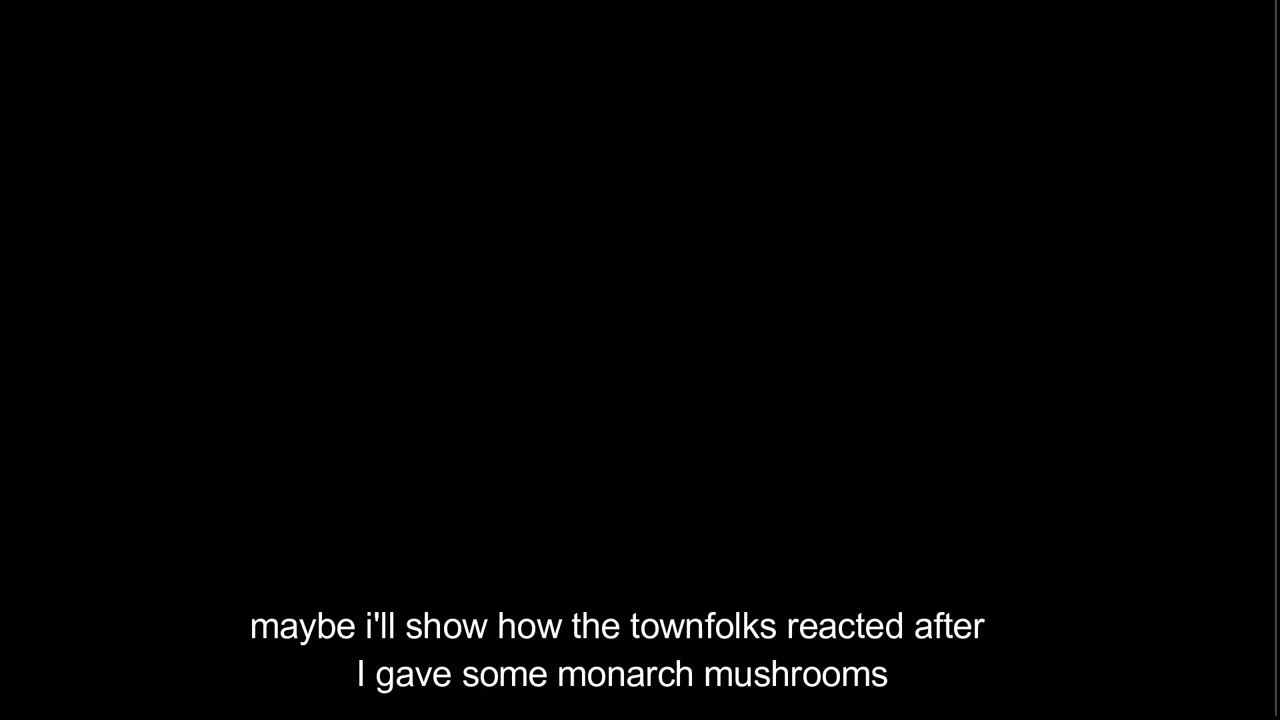 maybe i'll show how the townfolks reacted after
I gave some monarch mushrooms